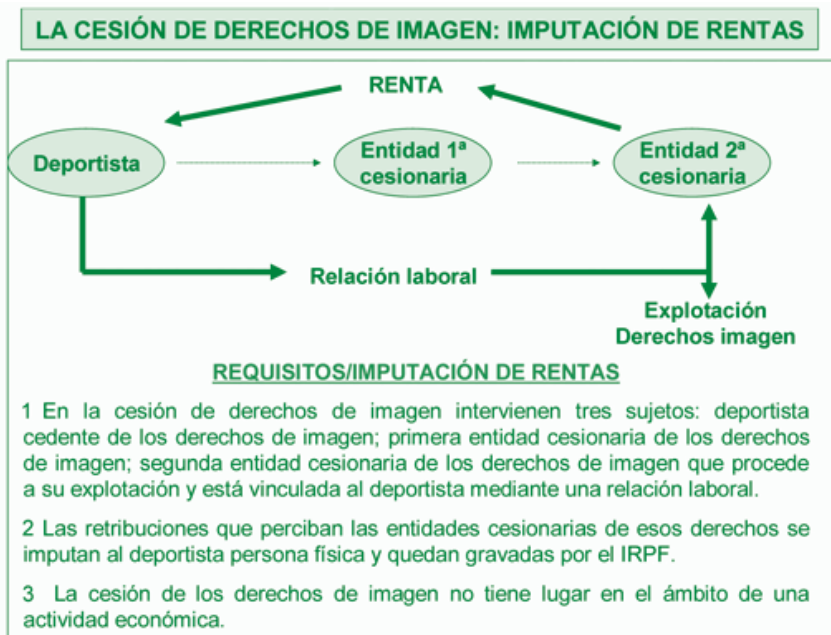 LA CESIÓN DE DERECHOS DE IMAGEN: IMPUTACIÓN DE RENTAS
RENTA
Deportista
Entidad 1ª
cesionaria
Entidad 2ª
cesionaria
Relación laboral
Explotación
Derechos imagen
REQUISITOS/IMPUTACIÓN DE RENTAS
1 En la cesión de derechos de imagen intervienen tres sujetos: deportista
cedente de los derechos de imagen; primera entidad cesionaria de los derechos
de imagen; segunda entidad cesionaria de los derechos de imagen que procede
a su explotación y está vinculada al deportista mediante una relación laboral.
2 Las retribuciones que perciban las entidades cesionarias de esos derechos se
imputan al deportista persona física y quedan gravadas por el IRPF.
3 La cesión de los derechos de imagen no tiene lugar en el ámbito de una
actividad económica.